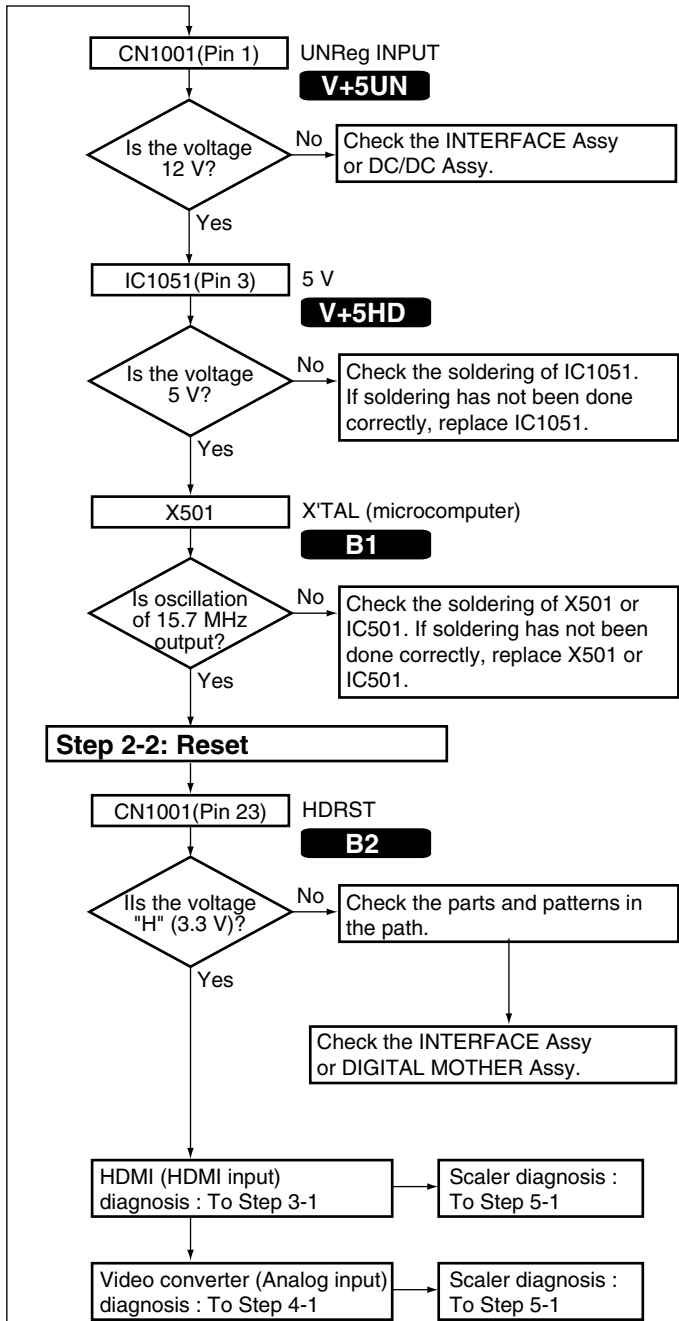 CN1001(Pin 1)
UNReg INPUT
V+5UN
Is the voltage
12 V?
No
Check the INTERFACE Assy
or DC/DC Assy.
Yes
IC1051(Pin 3)
5 V
V+5HD
Is the voltage
5 V?
No
Check the soldering of IC1051.
If soldering has not been done
correctly, replace IC1051.
Yes
X501
X'TAL (microcomputer)
B1
Is oscillation
of 15.7 MHz
output?
No
Check the soldering of X501 or
IC501. If soldering has not been
done correctly, replace X501 or
IC501.
Yes
Step 2-2: Reset
CN1001(Pin 23)
HDRST
B2
IIs the voltage
"H" (3.3 V)?
No
Check the parts and patterns in
the path.
Yes
Check the INTERFACE Assy
or DIGITAL MOTHER Assy.
HDMI (HDMI input)
diagnosis : To Step 3-1
Scaler diagnosis :
To Step 5-1
Video converter (Analog input)
diagnosis : To Step 4-1
Scaler diagnosis :
To Step 5-1